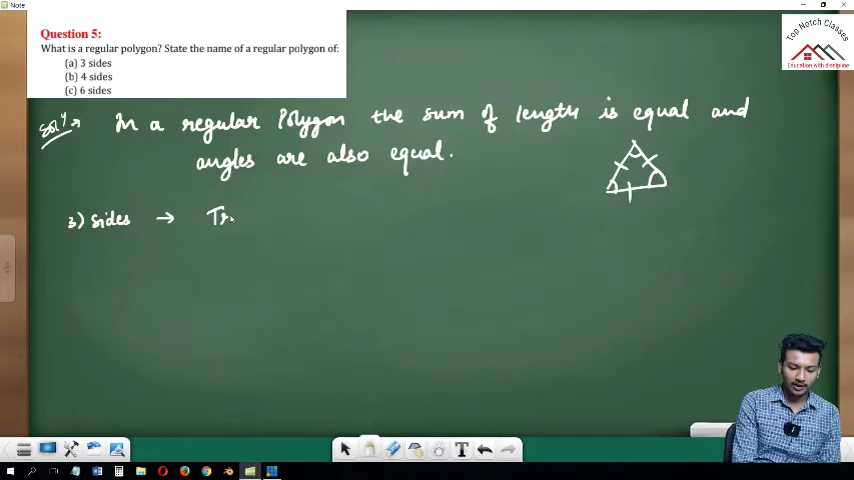 Note
Question 5:
What is a regular polygon? State the name of a regular polygon of:
(a) 3 sides
(b) 4 sides
(c) 6 sides
Top Notch Classes
Education with discipline
Solⁿ → In a regular Polygon the sum of length is equal and
angles are also equal.
3) Sides → Tr